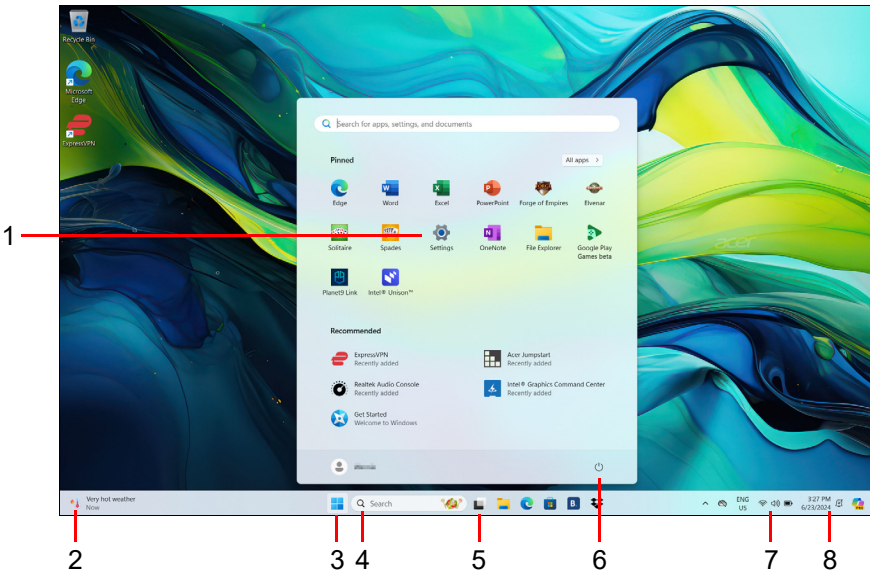 Recycle Bin
Microsoft
Edge
ExpressVPN
acer
Search for apps, settings, and documents
Pinned
All apps >
Edge Word Excel PowerPoint Forge of Empires Elvenar
1
Solitaire Spades Settings OneNote File Explorer Google Play
Games beta
Planet9 Link Intel® Unison™
Recommended
ExpressVPN
Recently added
Acer Jumpstart
Recently added
Realtek Audio Console
Recently added
Intel® Graphics Command Center
Recently added
Get Started
Welcome to Windows
Very hot weather
Now
Search
B
ENG
US
3:27 PM
6/23/2024
PRE
2 3 4 5 6 7 8